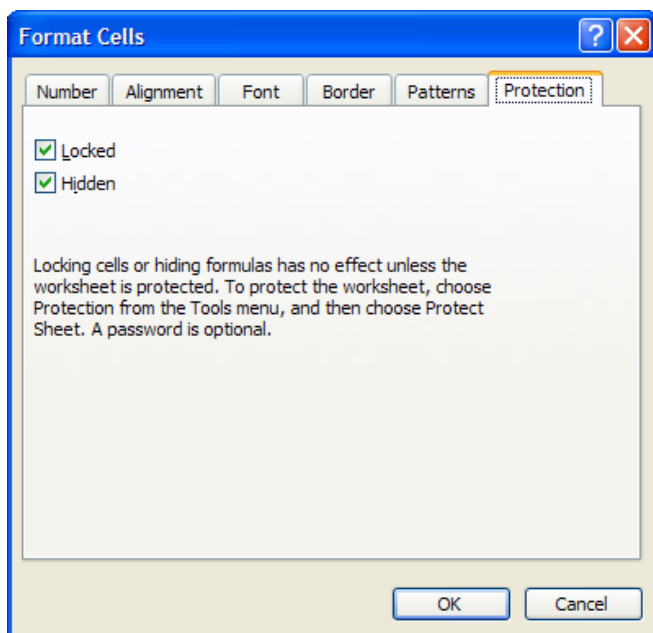 Format Cells
Number Alignment Font Border Patterns Protection
Locked
Hidden
Locking cells or hiding formulas has no effect unless the
worksheet is protected. To protect the worksheet, choose
Protection from the Tools menu, and then choose Protect
Sheet. A password is optional.
OK Cancel